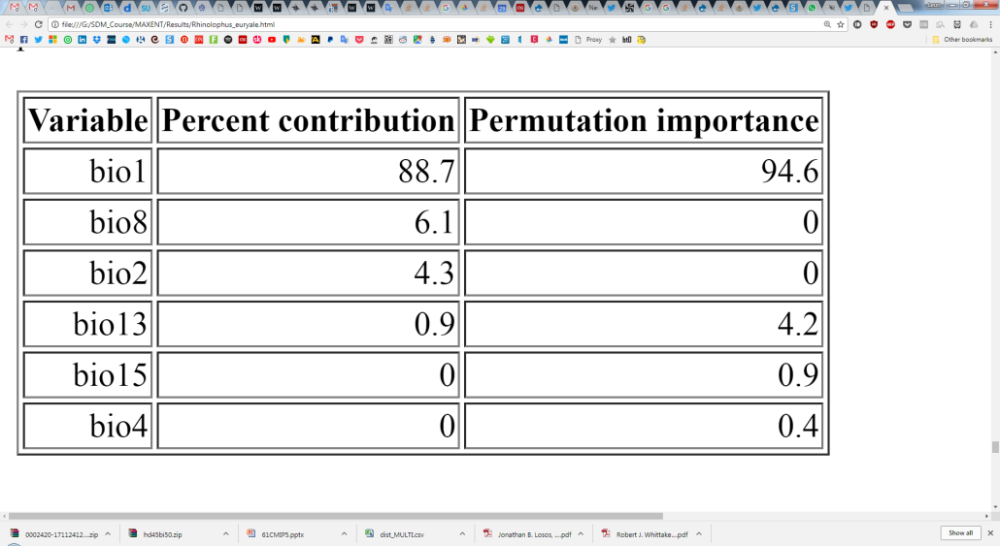 file:///G:/SDM_Course/MAXENT/Results/Rhinolophus_euryale.html
Proxy
Other bookmarks
Variable Percent contribution Permutation importance
bio1 88.7 94.6
bio8 6.1 0
bio2 4.3 0
bio13 0.9 4.2
bio15 0 0.9
bio4 0 0.4
0002420-17112412....zip hd45bi50.zip 61CMIP5.pptx dist_MULTI.csv Jonathan B. Losos, ....pdf Robert J. Whittake....pdf Show all